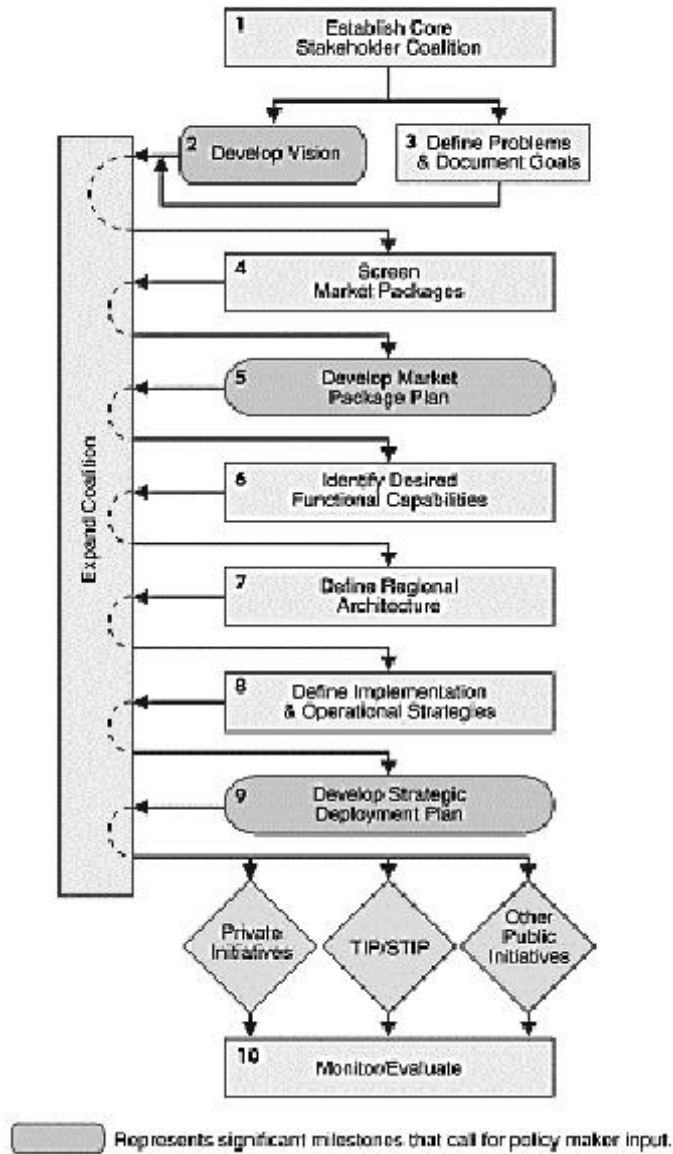 1
Establish Core
Stakeholder Coalition
2
Develop Vision
3 Define Problems
& Document Goals
Expand Coalition
4
Screen
Market Packages
5
Develop Market
Package Plan
6
Identify Desired
Functional Capabilities
7
Define Regional
Architecture
8
Define Implementation
& Operational Strategies
9
Develop Strategic
Deployment Plan
Private
Initiatives
TIP/STIP
Other
Public
Initiatives
10
Monitor/Evaluate
Represents significant milestones that call for policy maker input.